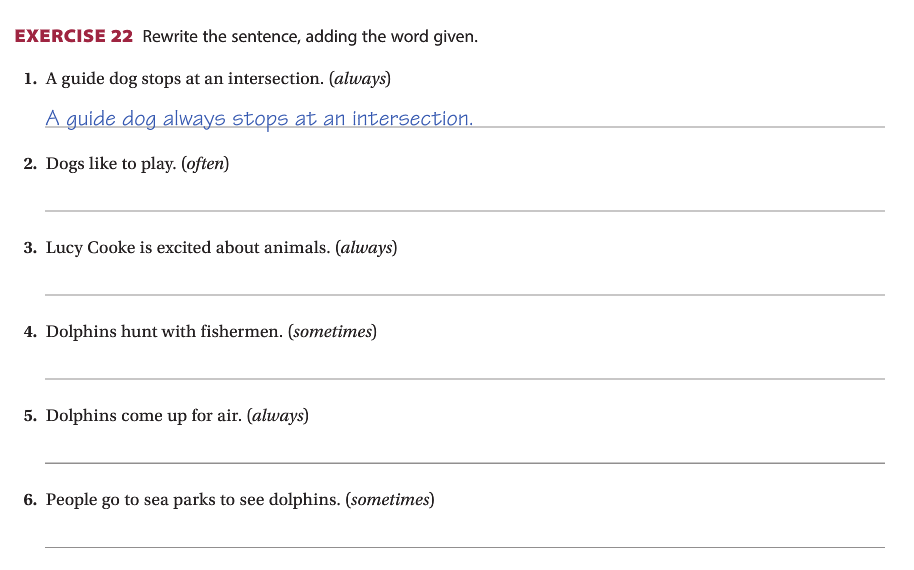 EXERCISE 22 Rewrite the sentence, adding the word given.
1. A guide dog stops at an intersection. (always)
A guide dog always stops at an intersection.
2. Dogs like to play. (often)
3. Lucy Cooke is excited about animals. (always)
4. Dolphins hunt with fishermen. (sometimes)
5. Dolphins come up for air. (always)
6. People go to sea parks to see dolphins. (sometimes)